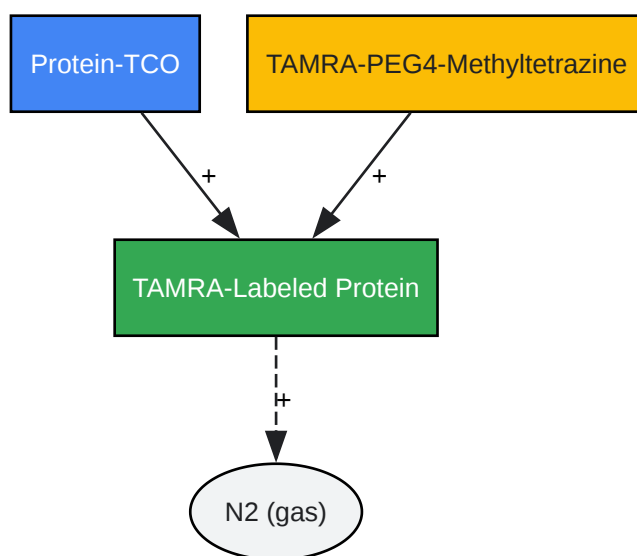 Protein-TCO
TAMRA-PEG4-Methyltetrazine
+
+
TAMRA-Labeled Protein
+
N2 (gas)